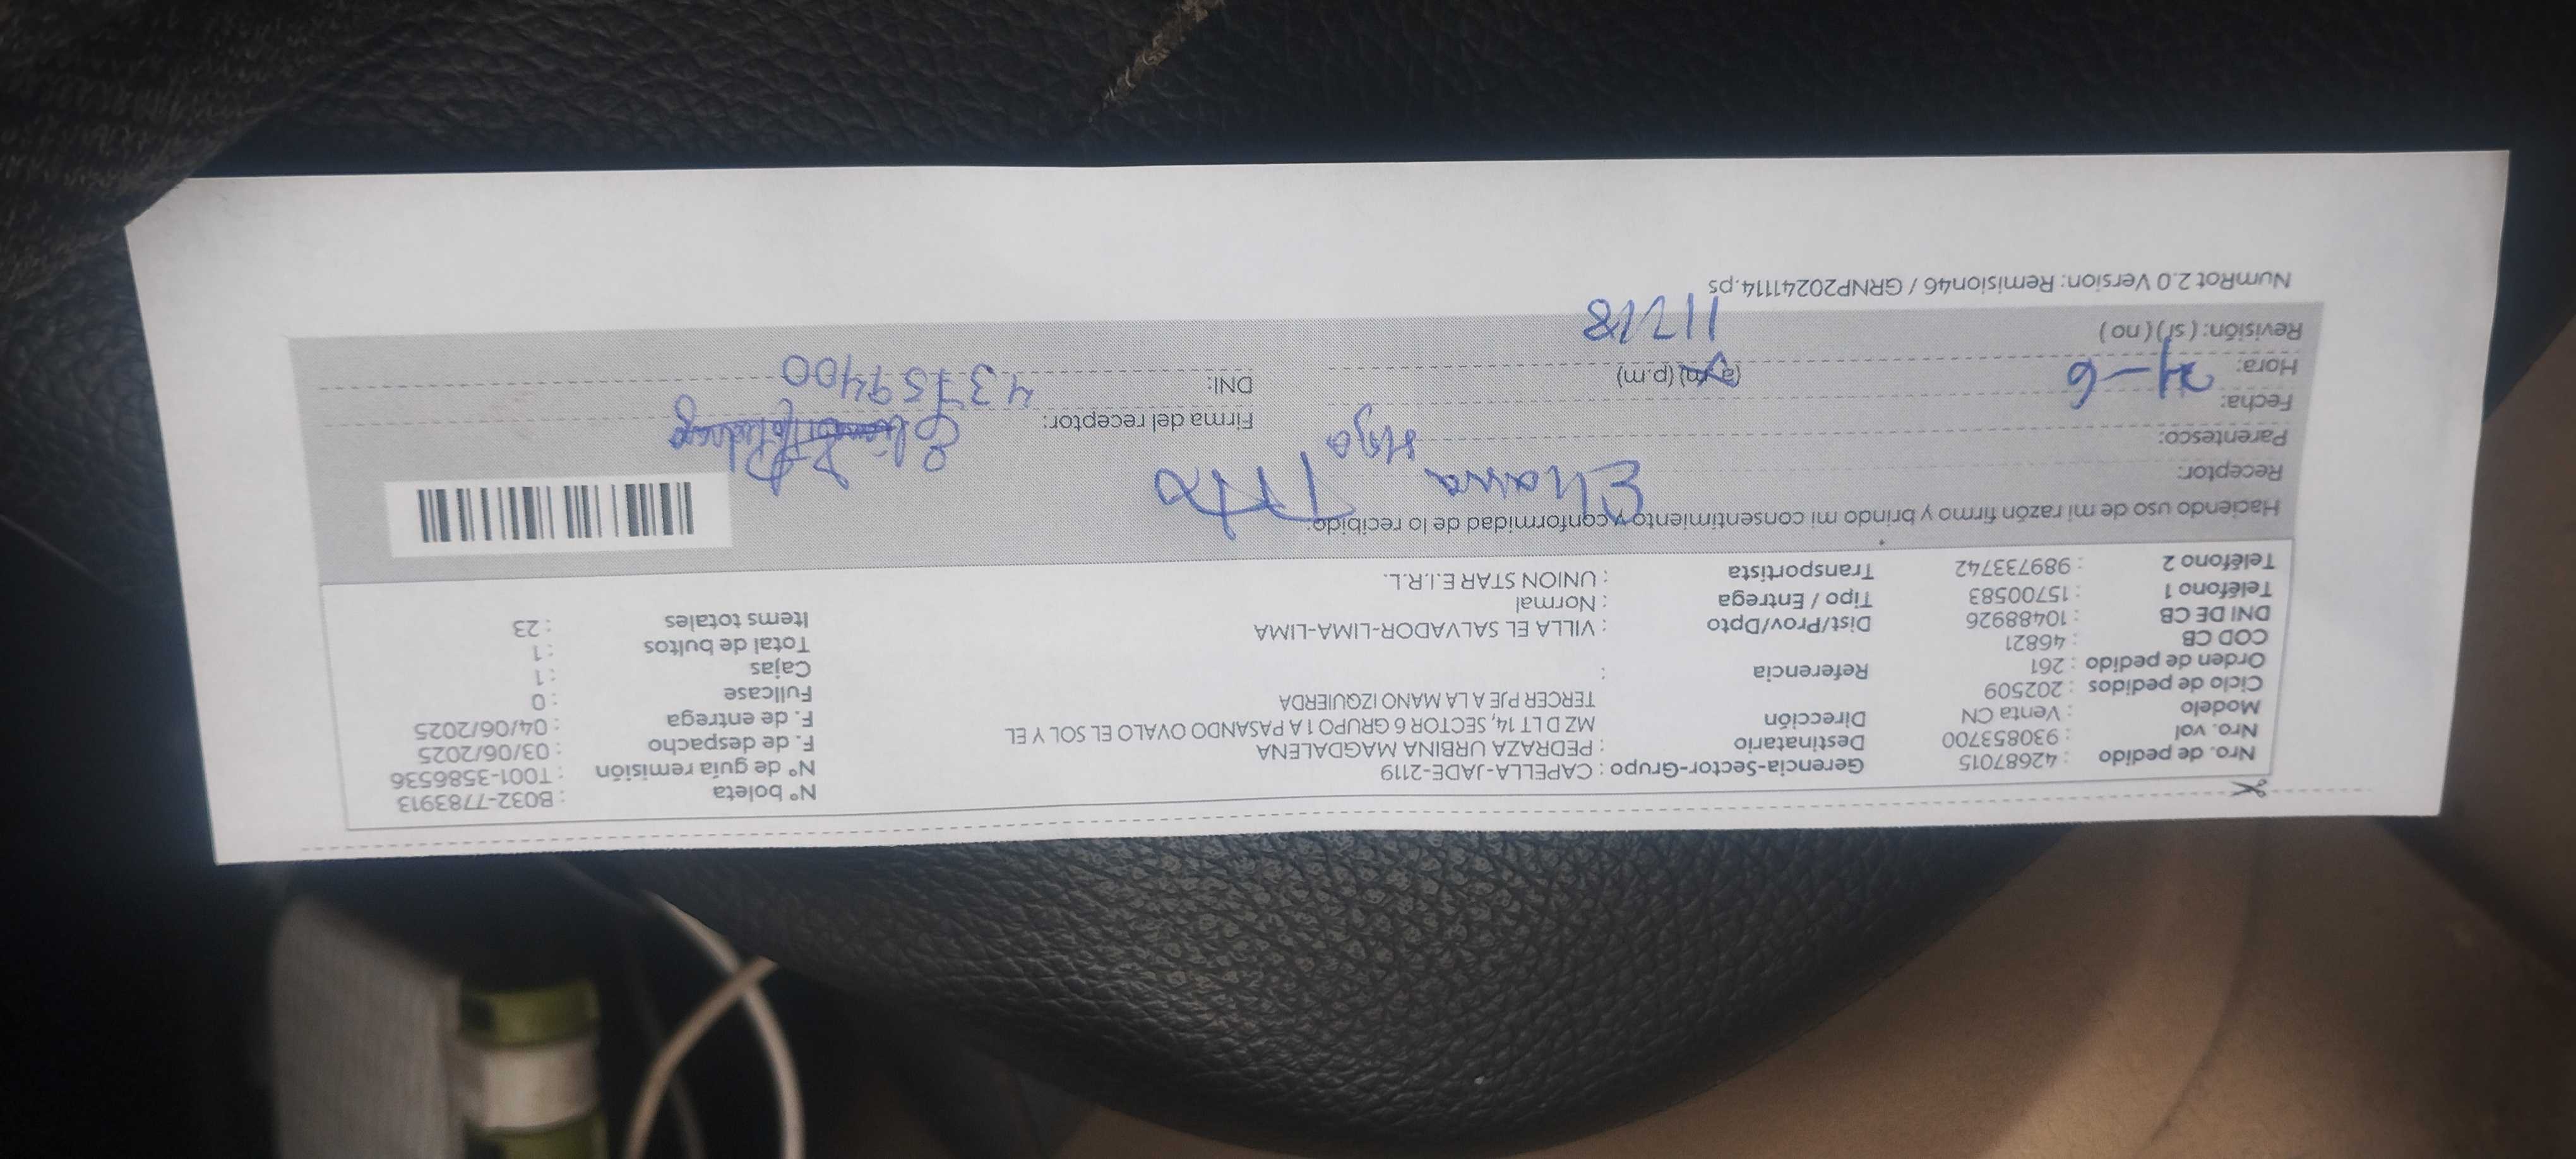 Nro. de pedido : 42687015 Gerencia-Sector-Grupo : CAPELLA-JADE-2119 N° boleta : B032-7783913
Nro. vol : 930853700 Destinatario : PEDRAZA URBINA MAGDALENA N° de guía remisión : T001-3586536
Modelo : Venta CN Dirección MZ D LT 14, SECTOR 6 GRUPO 1 A PASANDO OVALO EL SOL Y EL F. de despacho : 03/06/2025
Ciclo de pedidos : 202509 TERCER PJE A LA MANO IZQUIERDA F. de entrega : 04/06/2025
Orden de pedido : 261 Referencia : Fullcase : 0
COD CB : 46821 Cajas : 1
DNI DE CB : 10488926 Dist/Prov/Dpto : VILLA EL SALVADOR-LIMA-LIMA Total de bultos : 1
Teléfono 1 : 15700583 Tipo / Entrega : Normal Items totales : 23
Teléfono 2 : 989733742 Transportista : UNION STAR E.I.R.L.
Haciendo uso de mi razón firmo y brindo mi consentimiento y conformidad de lo recibido:
Receptor: Eliana Tito
Parentesco: Hija
Fecha: 4-6 Firma del receptor:
Hora: (a.m) (p.m) DNI: 43759400
Revisión: ( sí ) ( no )
NumRot 2.0 Version: Remision46 / GRNP20241114.ps